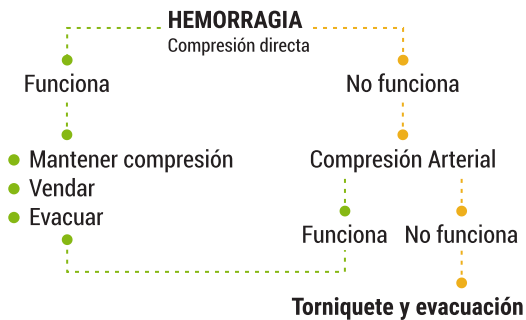 HEMORRAGIA
Compresión directa
Funciona
No funciona
Mantener compresión
Vendar
Evacuar
Compresión Arterial
Funciona
No funciona
Torniquete y evacuación